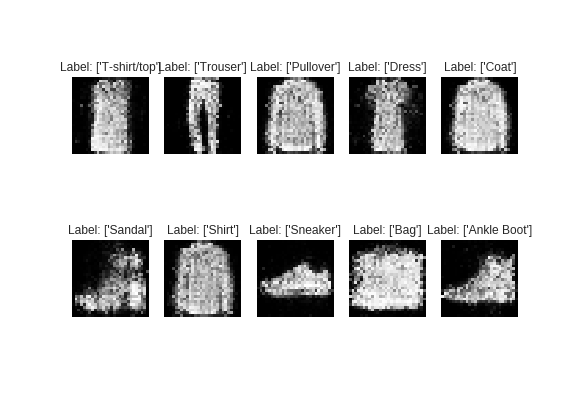 Label: ['T-shirt/top']
Label: ['Trouser']
Label: ['Pullover']
Label: ['Dress']
Label: ['Coat']
Label: ['Sandal']
Label: ['Shirt']
Label: ['Sneaker']
Label: ['Bag']
Label: ['Ankle Boot']